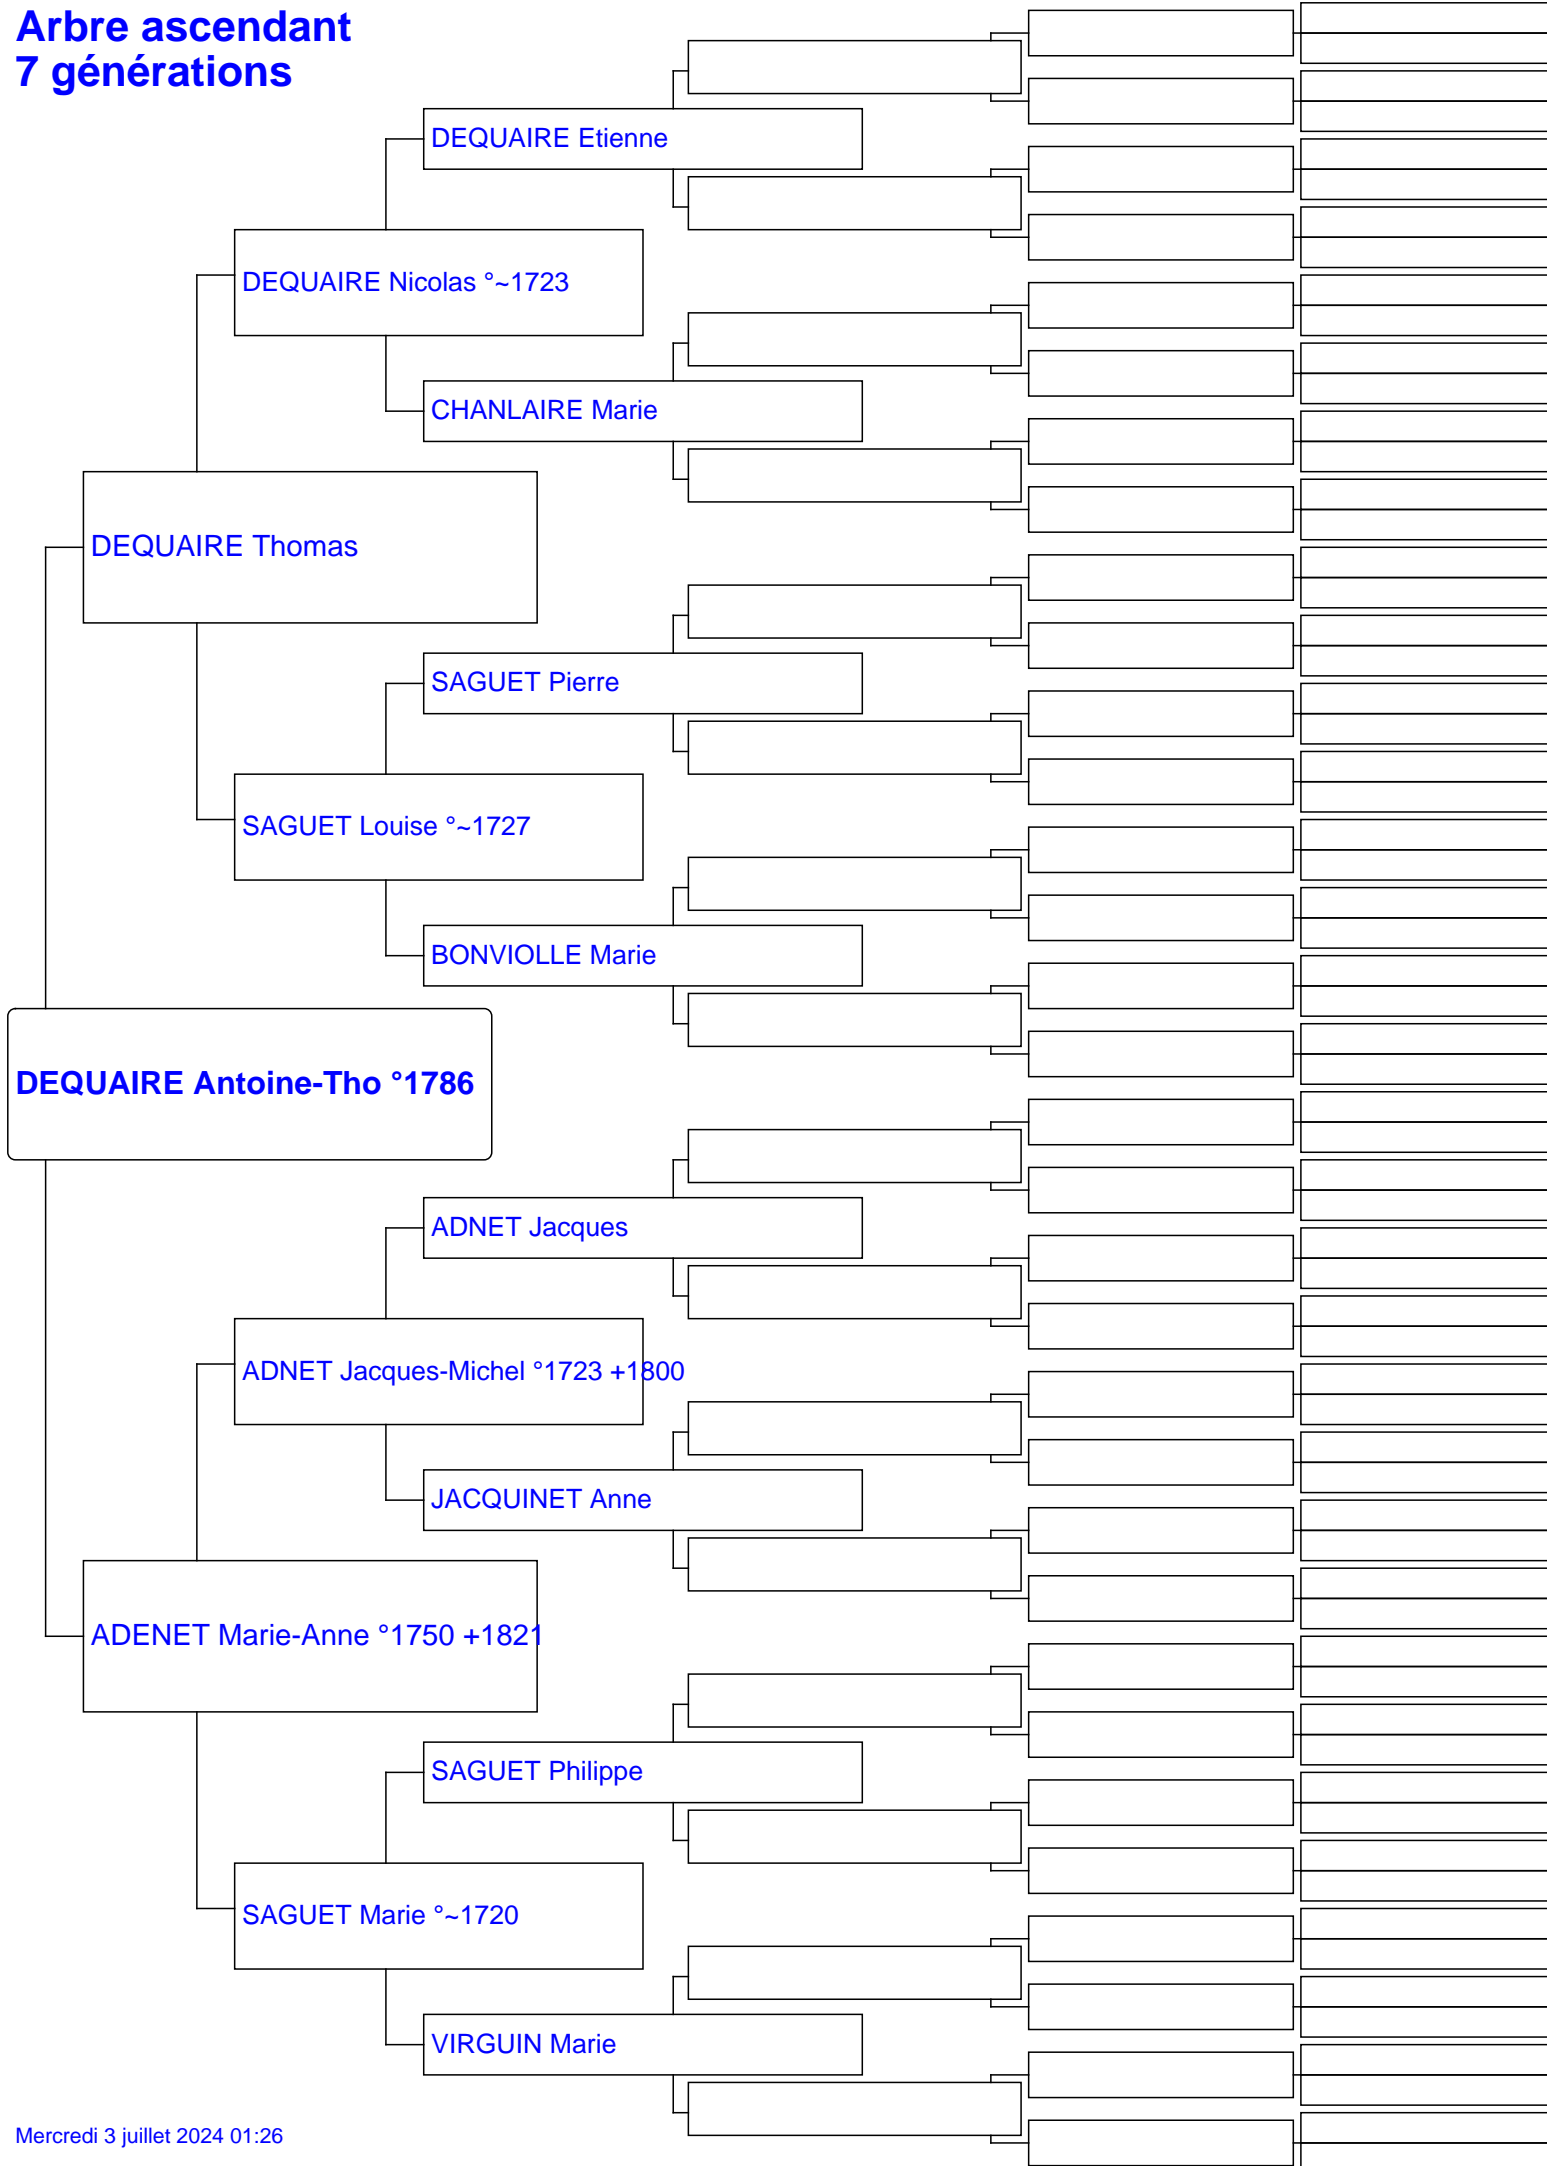 Arbre ascendant
7 générations
DEQUAIRE Etienne
DEQUAIRE Nicolas °~1723
CHANLAIRE Marie
DEQUAIRE Thomas
SAGUET Pierre
SAGUET Louise °~1727
BONVIOLLE Marie
DEQUAIRE Antoine-Tho °1786
ADNET Jacques
ADNET Jacques-Michel °1723 +1800
JACQUINET Anne
ADENET Marie-Anne °1750 +1821
SAGUET Philippe
SAGUET Marie °~1720
VIRGUIN Marie
Mercredi 3 juillet 2024 01:26